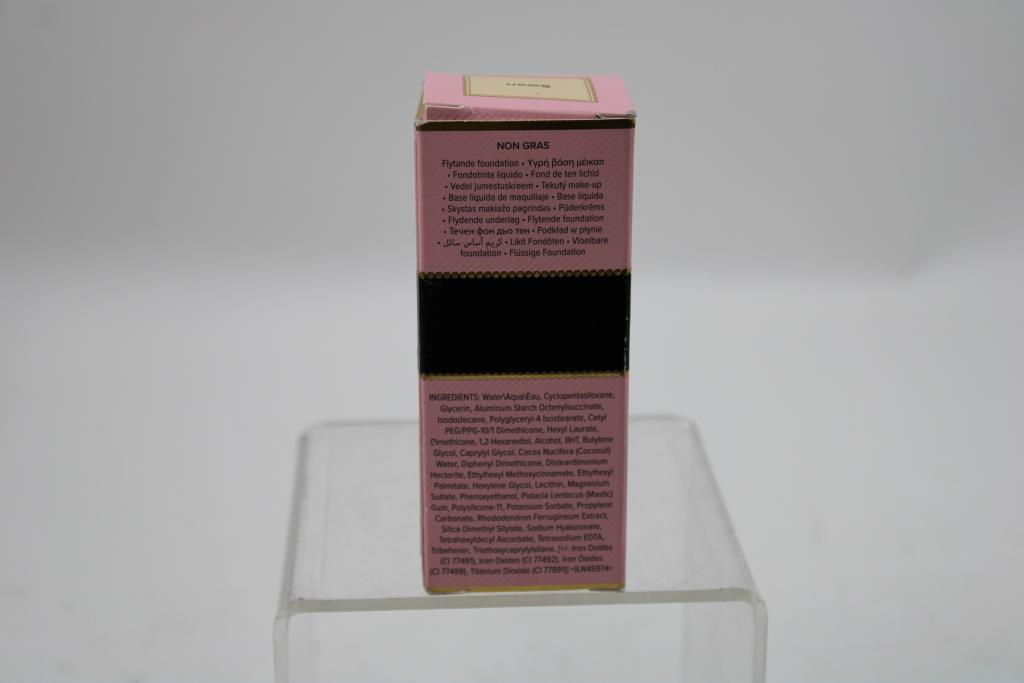 Swan
NON GRAS
Flytande foundation • Υγρή βάση μέικαπ
• Fondotinta liquido • Fond de ten lichid
• Vedel jumestuskreem • Tekutý make-up
• Base líquida de maquillaje • Base líquida
• Skystas makiažo pagrindas • Püderkrēms
• Flydende underlag • Flytende foundation
• Течен фон дьо тен • Podkład w płynie
• كريم أساس سائل • Likit Fondöten • Vloeibare
foundation • Flüssige Foundation
INGREDIENTS: Water\Aqua\Eau, Cyclopentasiloxane,
Glycerin, Aluminum Starch Octenylsuccinate,
Isododecane, Polyglyceryl-4 Isostearate, Cetyl
PEG/PPG-10/1 Dimethicone, Hexyl Laurate,
Dimethicone, 1,2-Hexanediol, Alcohol, BHT, Butylene
Glycol, Caprylyl Glycol, Cocos Nucifera (Coconut)
Water, Diphenyl Dimethicone, Disteardimonium
Hectorite, Ethylhexyl Methoxycinnamate, Ethylhexyl
Palmitate, Hexylene Glycol, Lecithin, Magnesium
Sulfate, Phenoxyethanol, Pistacia Lentiscus (Mastic)
Gum, Polysilicone-11, Potassium Sorbate, Propylene
Carbonate, Rhododendron Ferrugineum Extract,
Silica Dimethyl Silylate, Sodium Hyaluronate,
Tetrahexyldecyl Ascorbate, Tetrasodium EDTA,
Tribehenin, Triethoxycaprylylsilane, [+/- Iron Oxides
(CI 77491), Iron Oxides (CI 77492), Iron Oxides
(CI 77499), Titanium Dioxide (CI 77891)] <ILN45974>